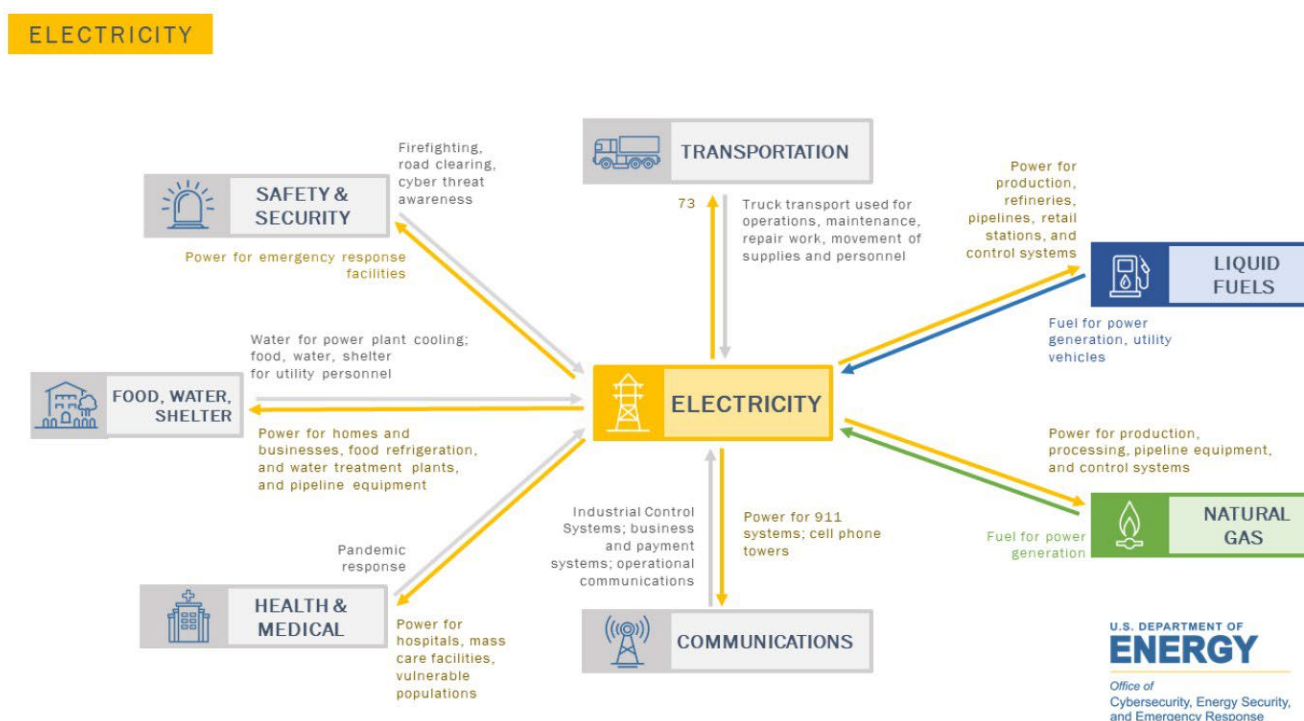 ELECTRICITY
Firefighting,
road clearing,
cyber threat
awareness
SAFETY &
SECURITY
Power for emergency response
facilities
TRANSPORTATION
73
Truck transport used for
operations, maintenance,
repair work, movement of
supplies and personnel
Power for
production,
refineries,
pipelines, retail
stations, and
control systems
LIQUID
FUELS
Fuel for power
generation, utility
vehicles
Water for power plant cooling;
food, water, shelter
for utility personnel
FOOD, WATER,
SHELTER
Power for homes and
businesses, food refrigeration,
and water treatment plants,
and pipeline equipment
ELECTRICITY
Power for production,
processing, pipeline equipment,
and control systems
NATURAL
GAS
Fuel for power
generation
Pandemic
response
HEALTH &
MEDICAL
Power for
hospitals, mass
care facilities,
vulnerable
populations
Industrial Control
Systems; business
and payment
systems; operational
communications
Power for 911
systems; cell phone
towers
COMMUNICATIONS
U.S. DEPARTMENT OF
ENERGY
Office of
Cybersecurity, Energy Security,
and Emergency Response